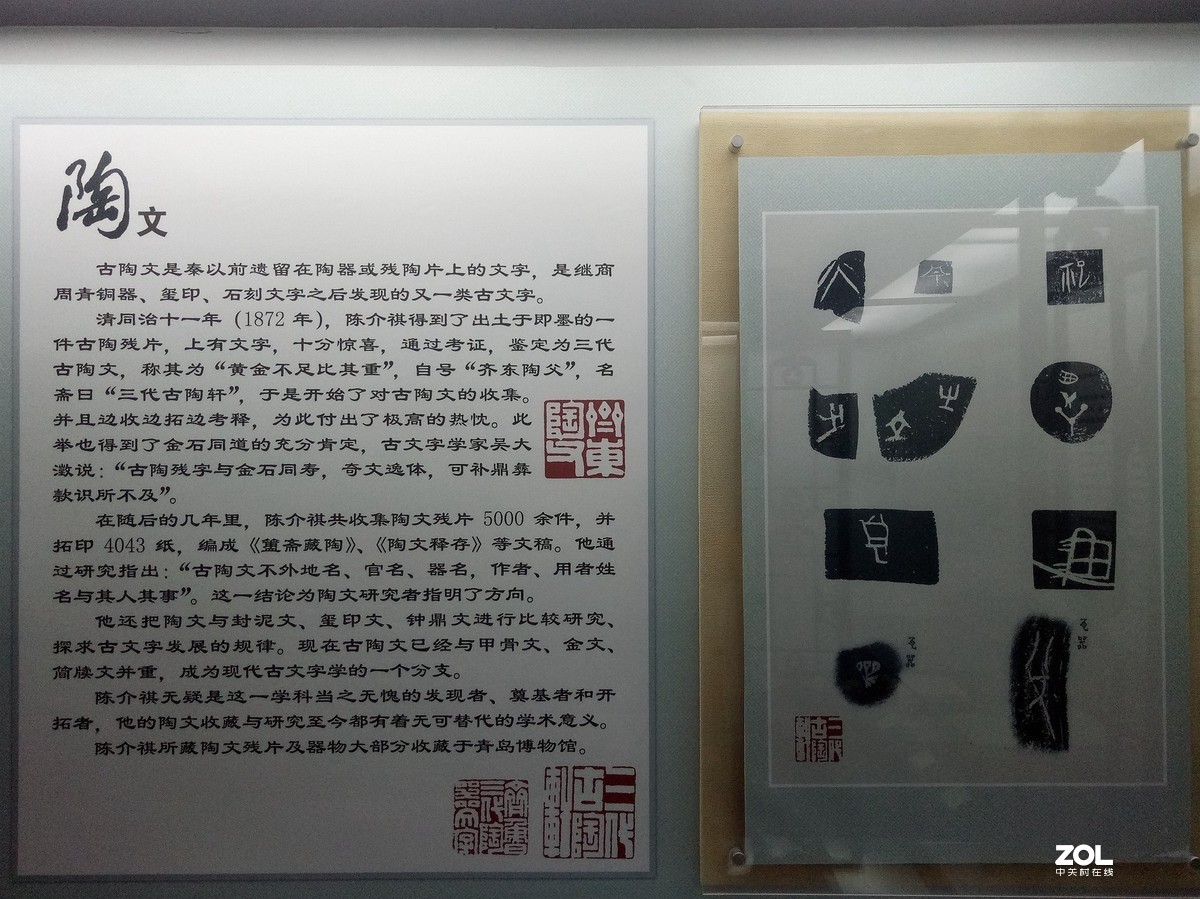 陶文
古陶文是秦以前遗留在陶器或残陶片上的文字，是继商
周青铜器、玺印、石刻文字之后发现的又一类古文字。
清同治十一年（1872 年），陈介祺得到了出土于即墨的一
件古陶残片，上有文字，十分惊喜，通过考证，鉴定为三代
古陶文，称其为“黄金不足比其重”，自号“齐东陶父”，名
斋曰“三代古陶轩”，于是开始了对古陶文的收集。
并且边收边拓边考释，为此付出了极高的热忱。此
举也得到了金石同道的充分肯定，古文字学家吴大
澂说：“古陶残字与金石同寿，奇文逸体，可补鼎彝
款识所不及”。
在随后的几年里，陈介祺共收集陶文残片 5000 余件，并
拓印 4043 纸，编成《簠斋藏陶》、《陶文释存》等文稿。他通
过研究指出：“古陶文不外地名、官名、器名，作者、用者姓
名与其人其事”。这一结论为陶文研究者指明了方向。
他还把陶文与封泥文、玺印文、钟鼎文进行比较研究、
探求古文字发展的规律。现在古陶文已经与甲骨文、金文、
简牍文并重，成为现代古文字学的一个分支。
陈介祺无疑是这一学科当之无愧的发现者、奠基者和开
拓者，他的陶文收藏与研究至今都有着无可替代的学术意义。
陈介祺所藏陶文残片及器物大部分收藏于青岛博物馆。
齐東陶父
三代古陶軒
三代古陶軒
ZOL
中关村在线